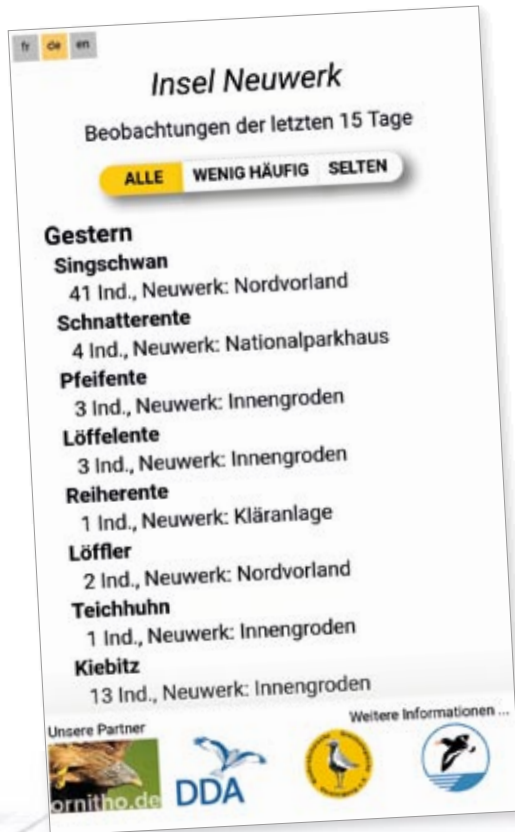 fr de en
Insel Neuwerk
Beobachtungen der letzten 15 Tage
ALLE WENIG HÄUFIG SELTEN
Gestern
Singschwan
41 Ind., Neuwerk: Nordvorland
Schnatterente
4 Ind., Neuwerk: Nationalparkhaus
Pfeifente
3 Ind., Neuwerk: Innengroden
Löffelente
3 Ind., Neuwerk: Innengroden
Reiherente
1 Ind., Neuwerk: Kläranlage
Löffler
2 Ind., Neuwerk: Nordvorland
Teichhuhn
1 Ind., Neuwerk: Innengroden
Kiebitz
13 Ind., Neuwerk: Innengroden
Unsere Partner
Weitere Informationen ...
ornitho.de
DDA